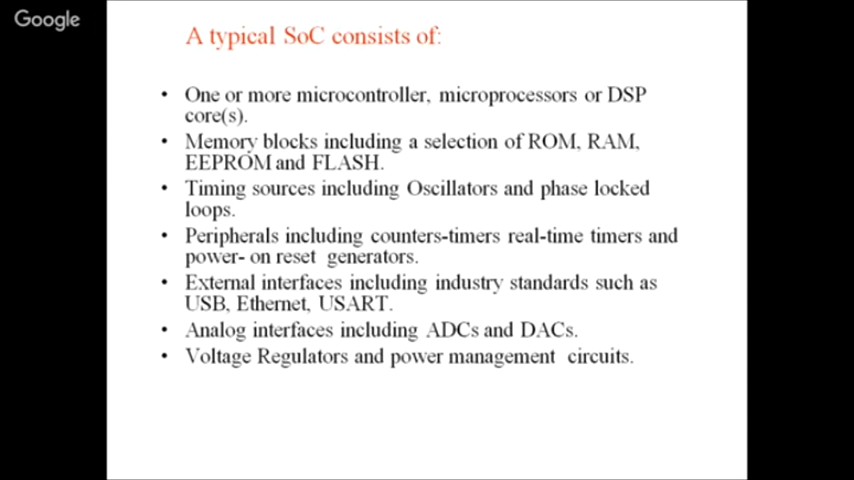 Google
A typical SoC consists of:
• One or more microcontroller, microprocessors or DSP
core(s).
• Memory blocks including a selection of ROM, RAM,
EEPROM and FLASH.
• Timing sources including Oscillators and phase locked
loops.
• Peripherals including counters-timers real-time timers and
power- on reset generators.
• External interfaces including industry standards such as
USB, Ethernet, USART.
• Analog interfaces including ADCs and DACs.
• Voltage Regulators and power management circuits.